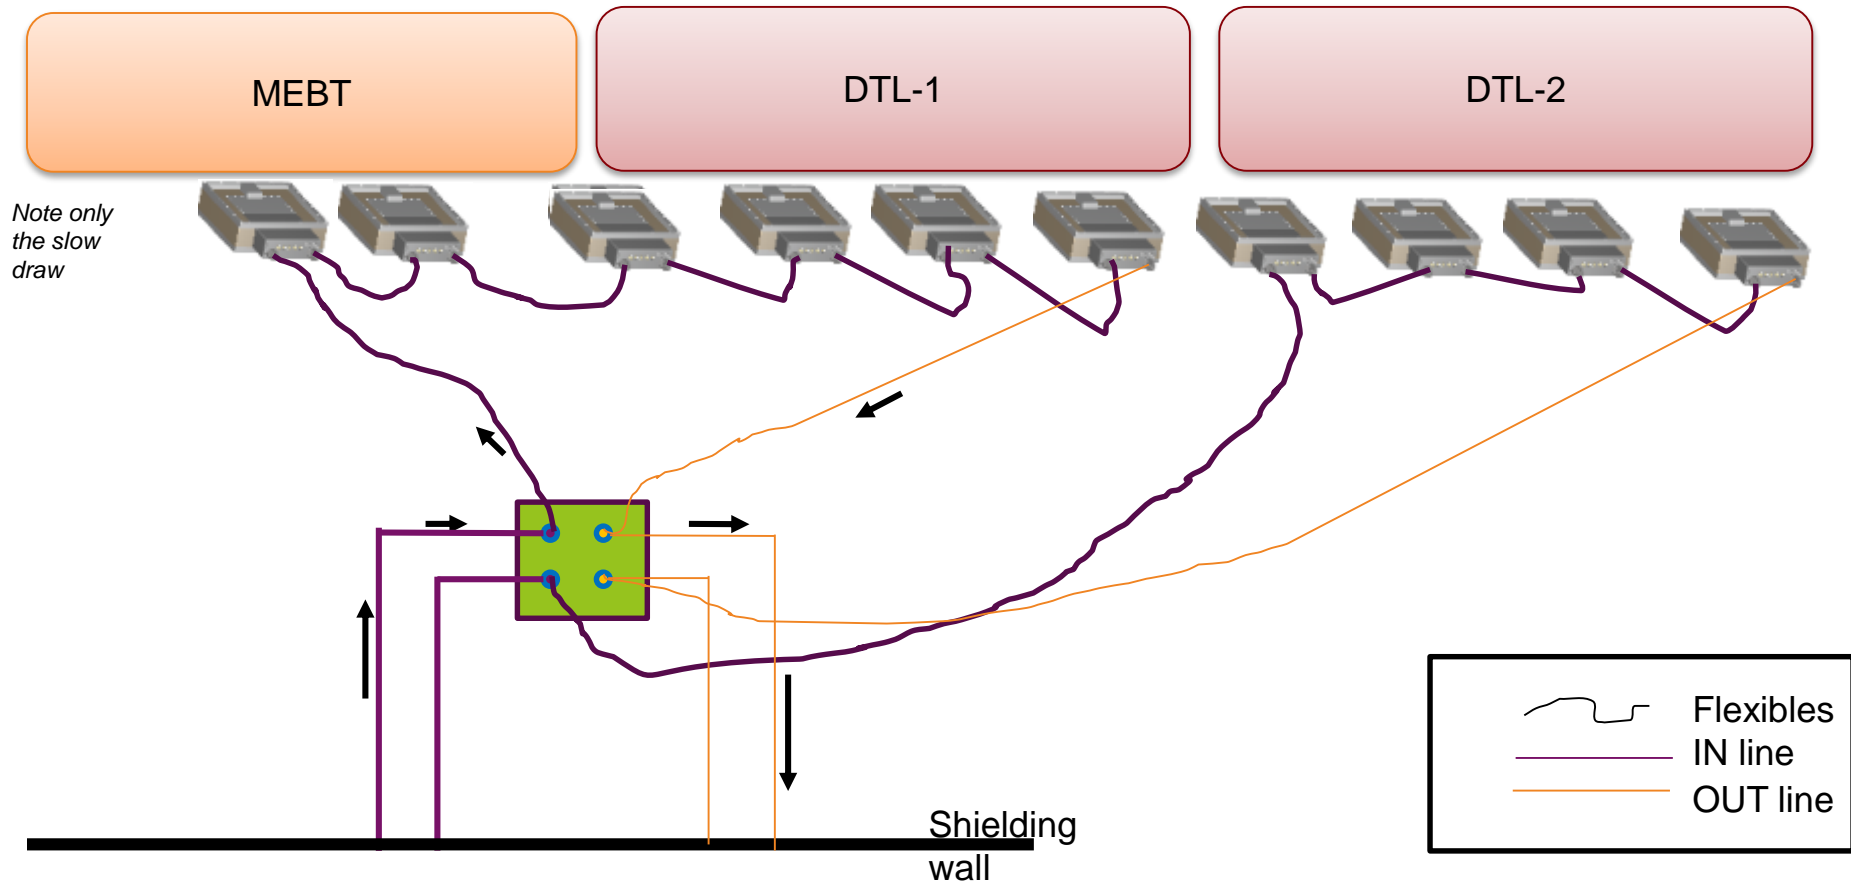 MEBT
DTL-1
DTL-2
Note only
the slow
draw
Flexibles
IN line
OUT line
Shielding
wall